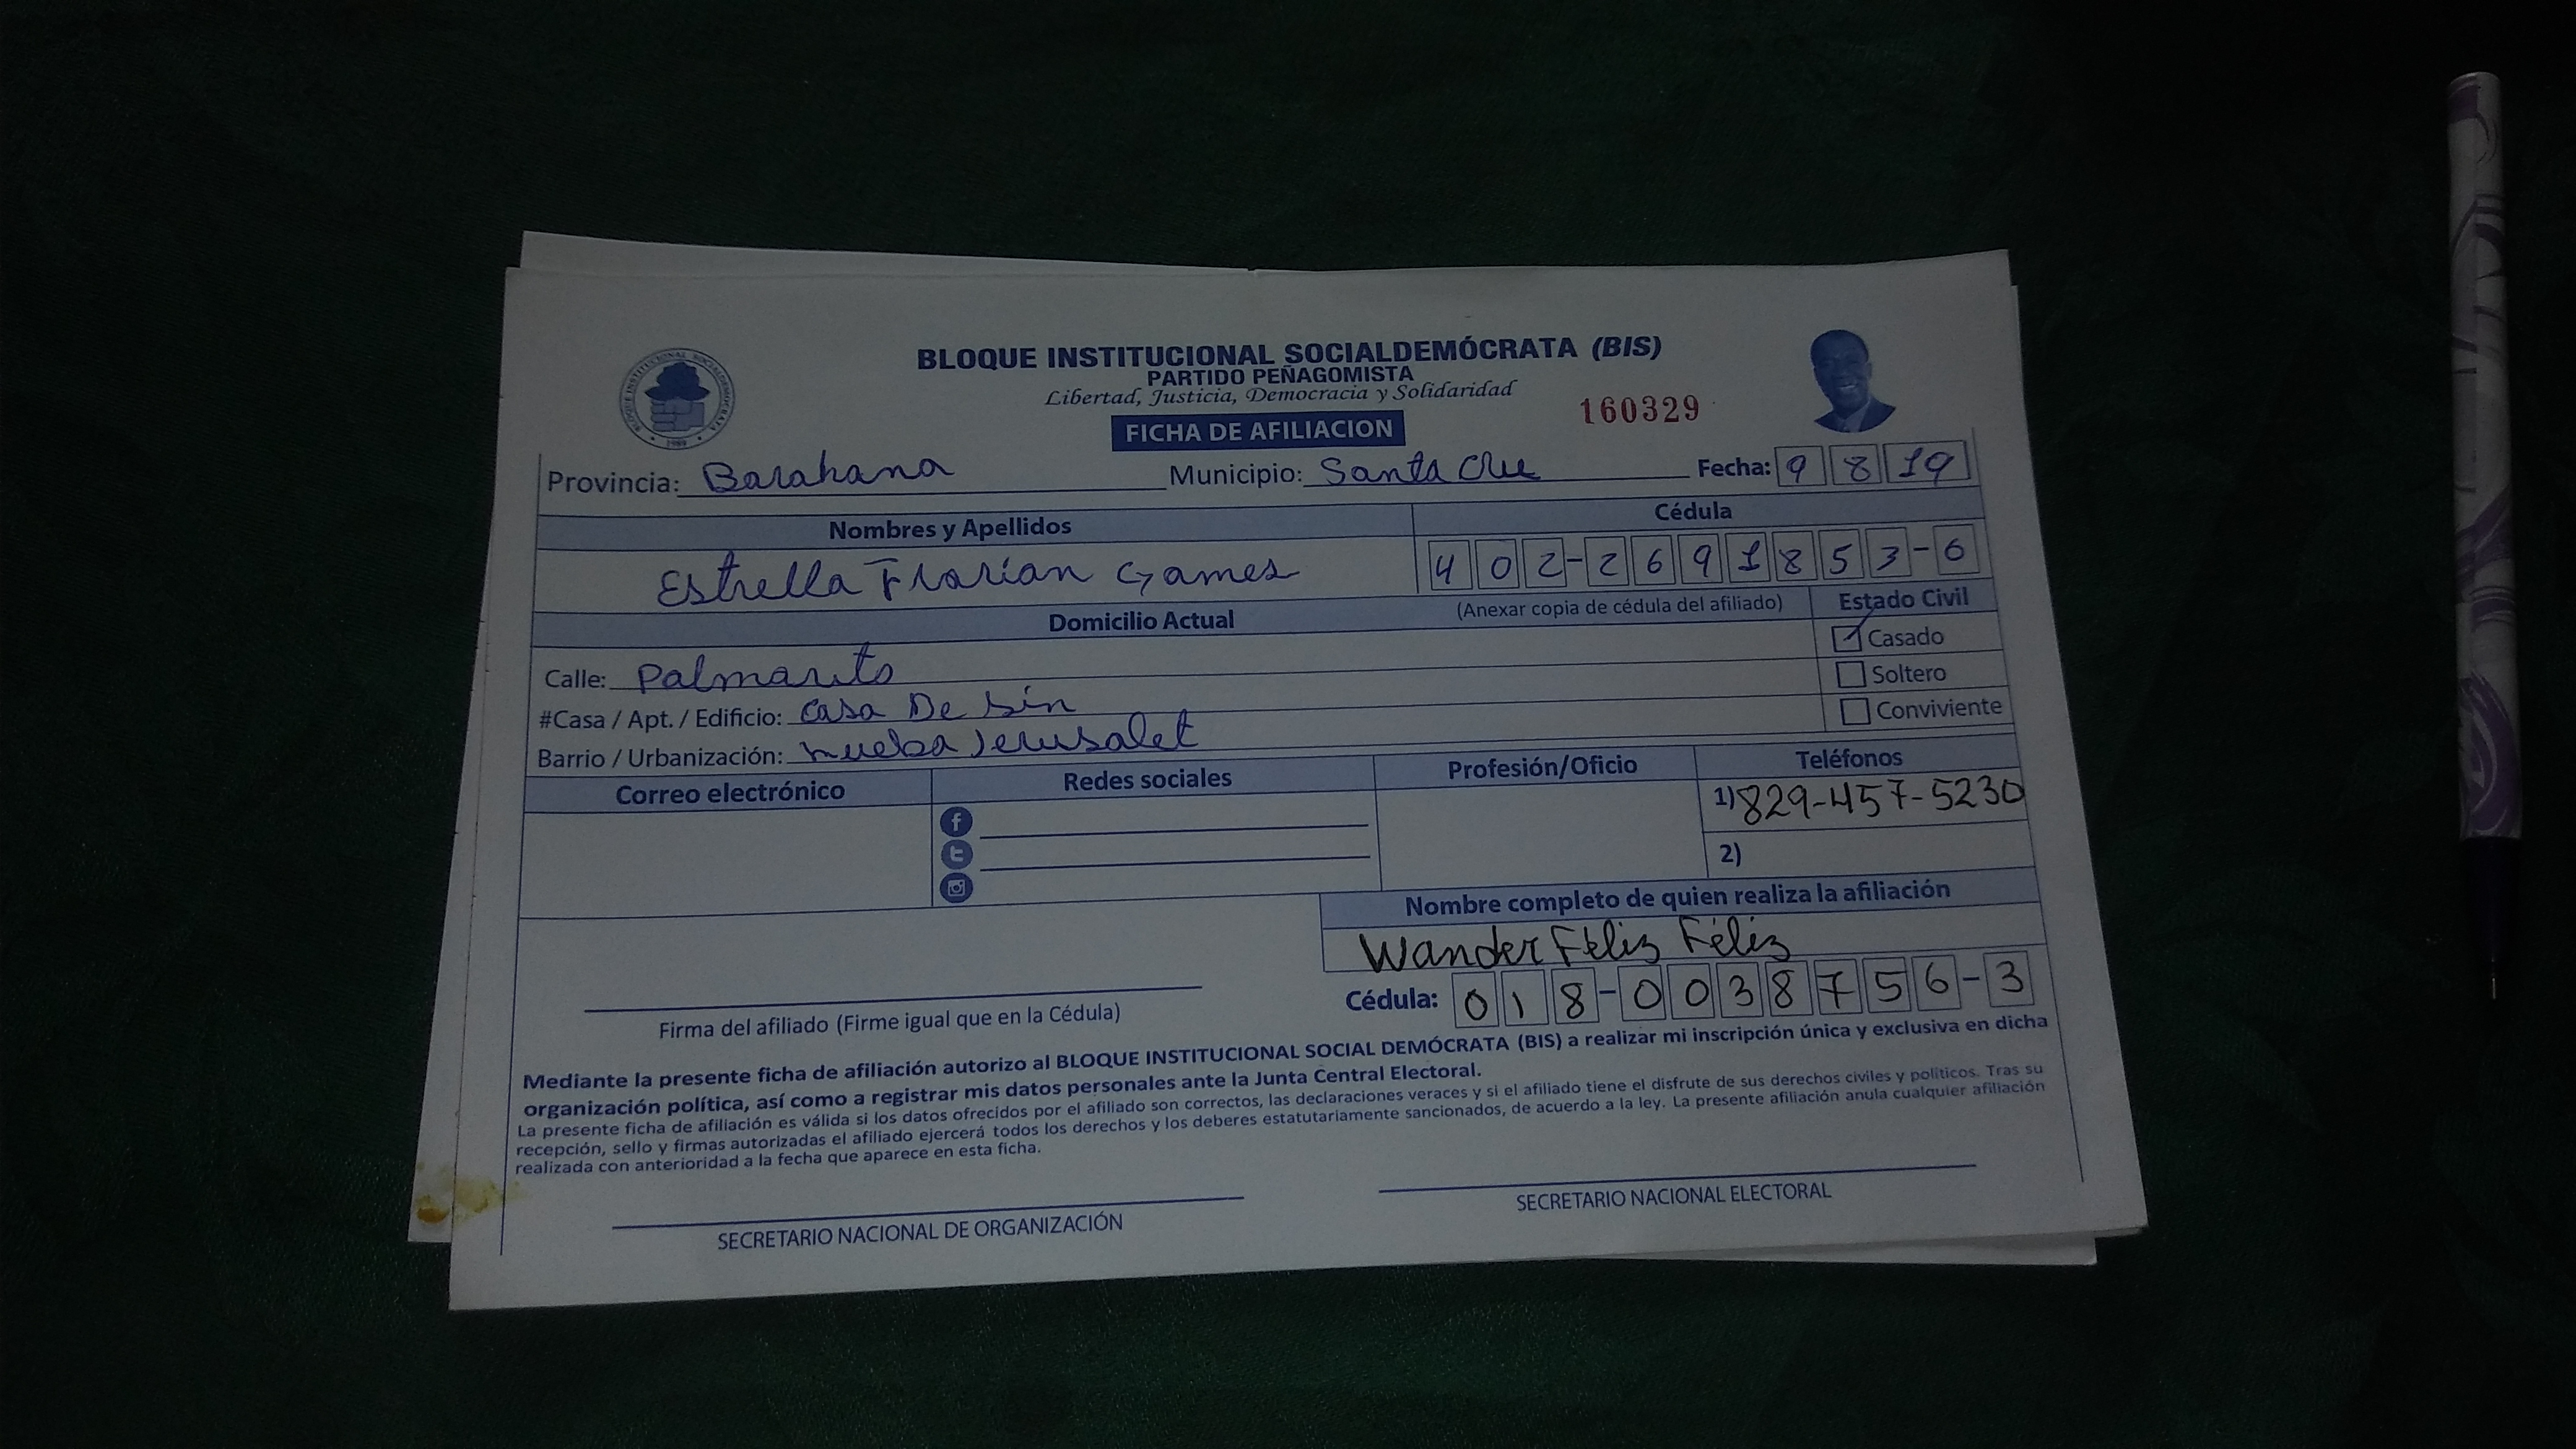 BLOQUE INSTITUCIONAL SOCIALDEMÓCRATA (BIS)
PARTIDO PEÑAGOMISTA
Libertad, Justicia, Democracia y Solidaridad
160329
FICHA DE AFILIACION
BLOQUE INSTITUCIONAL SOCIALDEMOCRATA
1989
Provincia: Barahana Municipio: Santa Cru Fecha: 9 8 19
Nombres y Apellidos Cédula
Estrella Florian Games 402-2691853-6
Domicilio Actual (Anexar copia de cédula del afiliado) Estado Civil
Casado
Calle: Palmarito Soltero
#Casa / Apt. / Edificio: Casa De Sin Conviviente
Barrio / Urbanización: nueba Jerusalet
Correo electrónico Redes sociales Profesión/Oficio Teléfonos
1) 829-457-5230
2)
Nombre completo de quien realiza la afiliación
Wander Féliz Féliz
Cédula: 018-0038756-3
Firma del afiliado (Firme igual que en la Cédula)
Mediante la presente ficha de afiliación autorizo al BLOQUE INSTITUCIONAL SOCIAL DEMÓCRATA (BIS) a realizar mi inscripción única y exclusiva en dicha
organización política, así como a registrar mis datos personales ante la Junta Central Electoral.
La presente ficha de afiliación es válida si los datos ofrecidos por el afiliado son correctos, las declaraciones veraces y si el afiliado tiene el disfrute de sus derechos civiles y políticos. Tras su
recepción, sello y firmas autorizadas el afiliado ejercerá todos los derechos y los deberes estatutariamente sancionados, de acuerdo a la ley. La presente afiliación anula cualquier afiliación
realizada con anterioridad a la fecha que aparece en esta ficha.
SECRETARIO NACIONAL DE ORGANIZACIÓN SECRETARIO NACIONAL ELECTORAL